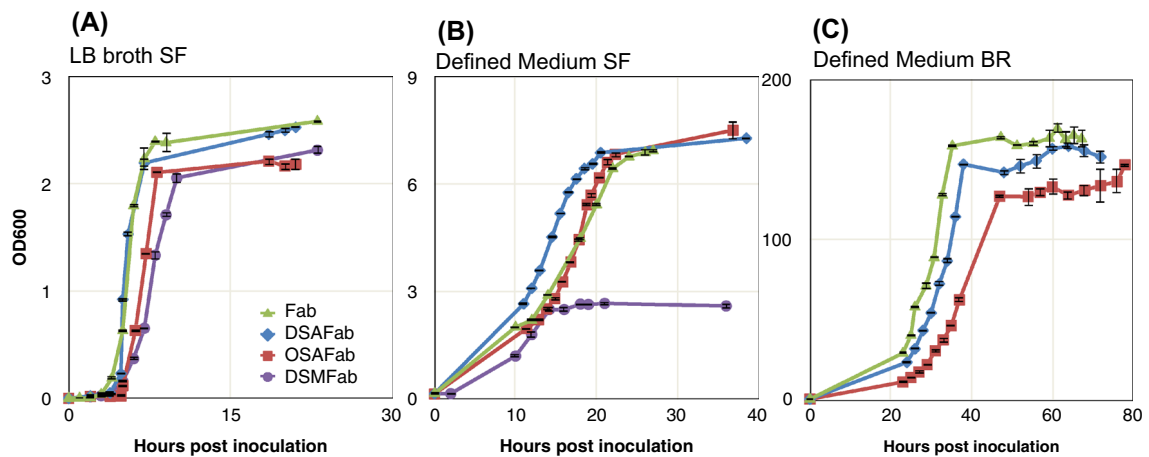 (A)
LB broth SF
(B)
Defined Medium SF
(C)
Defined Medium BR
OD600
3
2
1
0
0
15
30
Hours post inoculation
Fab
DSAFab
OSAFab
DSMFab
9
6
3
0
0
10
20
30
40
Hours post inoculation
200
100
0
0
20
40
60
80
Hours post inoculation